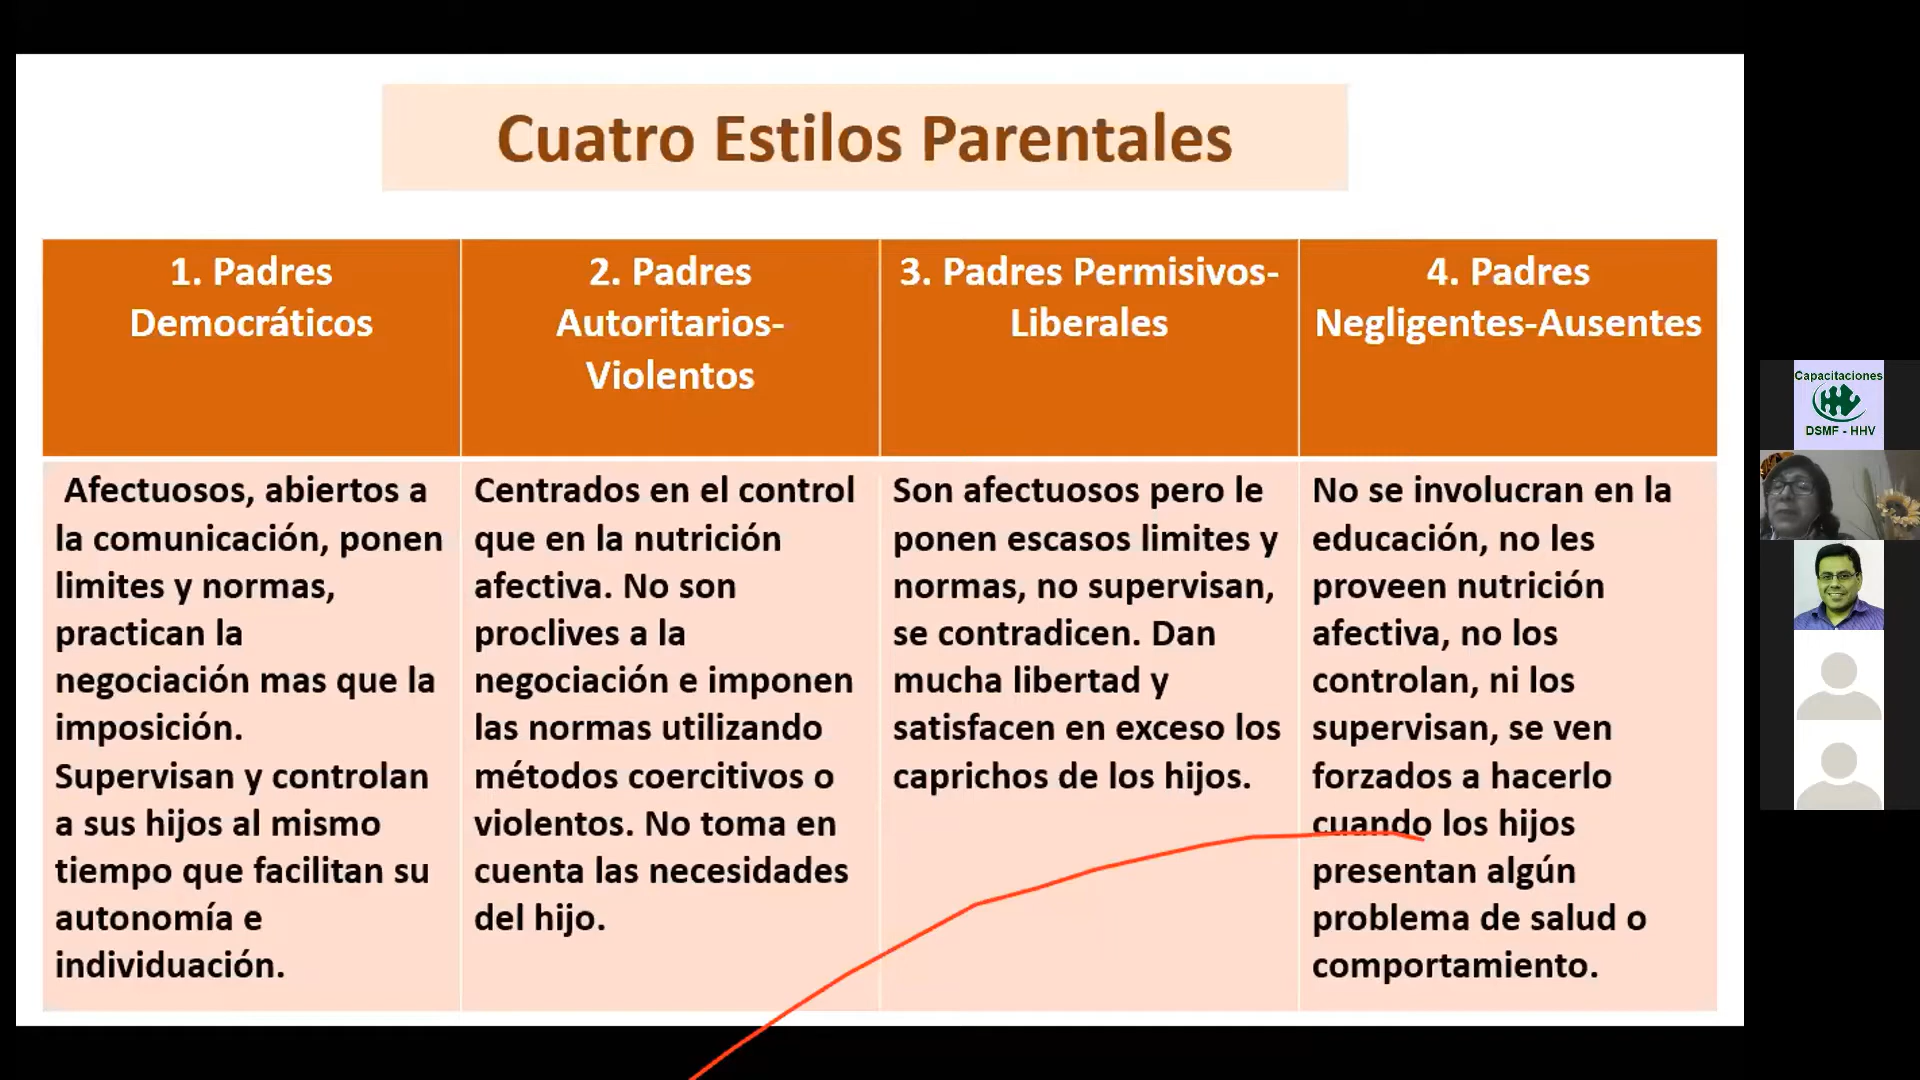 Cuatro Estilos Parentales
1. Padres
Democráticos
2. Padres
Autoritarios-
Violentos
3. Padres Permisivos-
Liberales
4. Padres
Negligentes-Ausentes
Afectuosos, abiertos a
la comunicación, ponen
limites y normas,
practican la
negociación mas que la
imposición.
Supervisan y controlan
a sus hijos al mismo
tiempo que facilitan su
autonomía e
individuación.
Centrados en el control
que en la nutrición
afectiva. No son
proclives a la
negociación e imponen
las normas utilizando
métodos coercitivos o
violentos. No toma en
cuenta las necesidades
del hijo.
Son afectuosos pero le
ponen escasos limites y
normas, no supervisan,
se contradicen. Dan
mucha libertad y
satisfacen en exceso los
caprichos de los hijos.
No se involucran en la
educación, no les
proveen nutrición
afectiva, no los
controlan, ni los
supervisan, se ven
forzados a hacerlo
cuando los hijos
presentan algún
problema de salud o
comportamiento.
Capacitaciones
DSMF - HHV